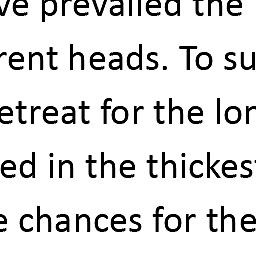 ve prevailed the
rent heads. To su
etreat for the lon
ed in the thickest
e chances for the